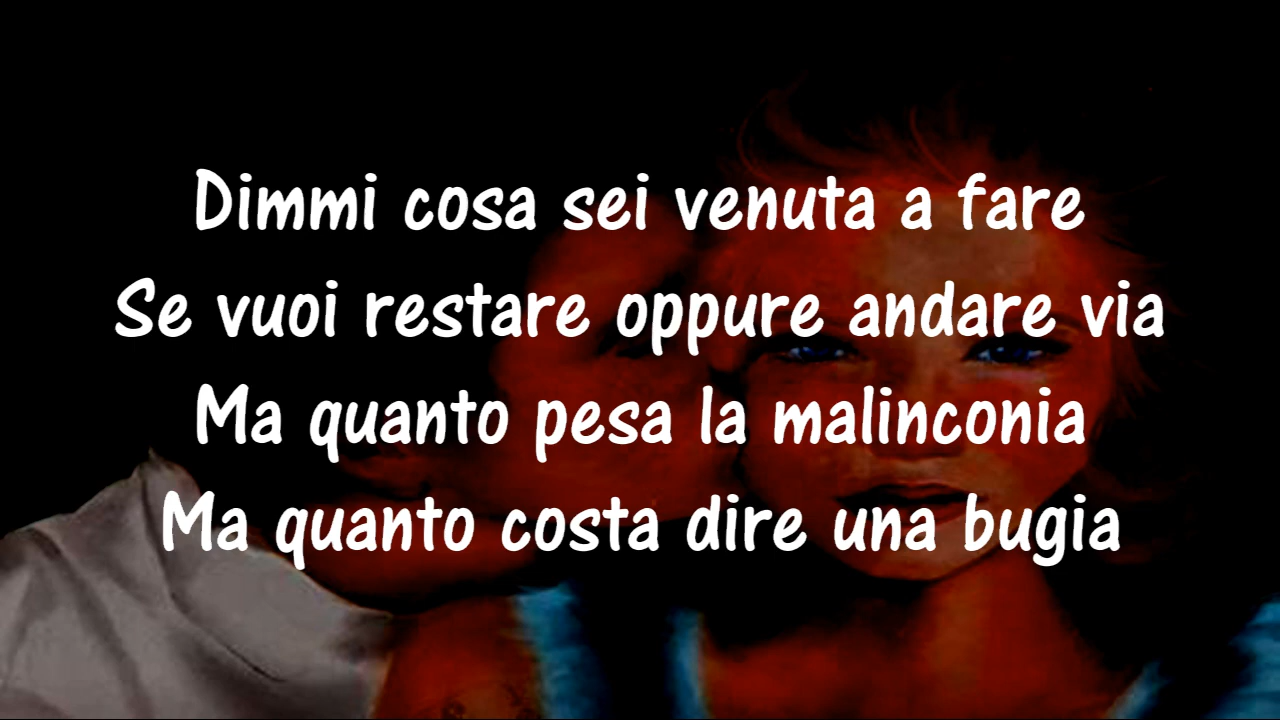 Dimmi cosa sei venuta a fare
Se vuoi restare oppure andare via
Ma quanto pesa la malinconia
Ma quanto costa dire una bugia